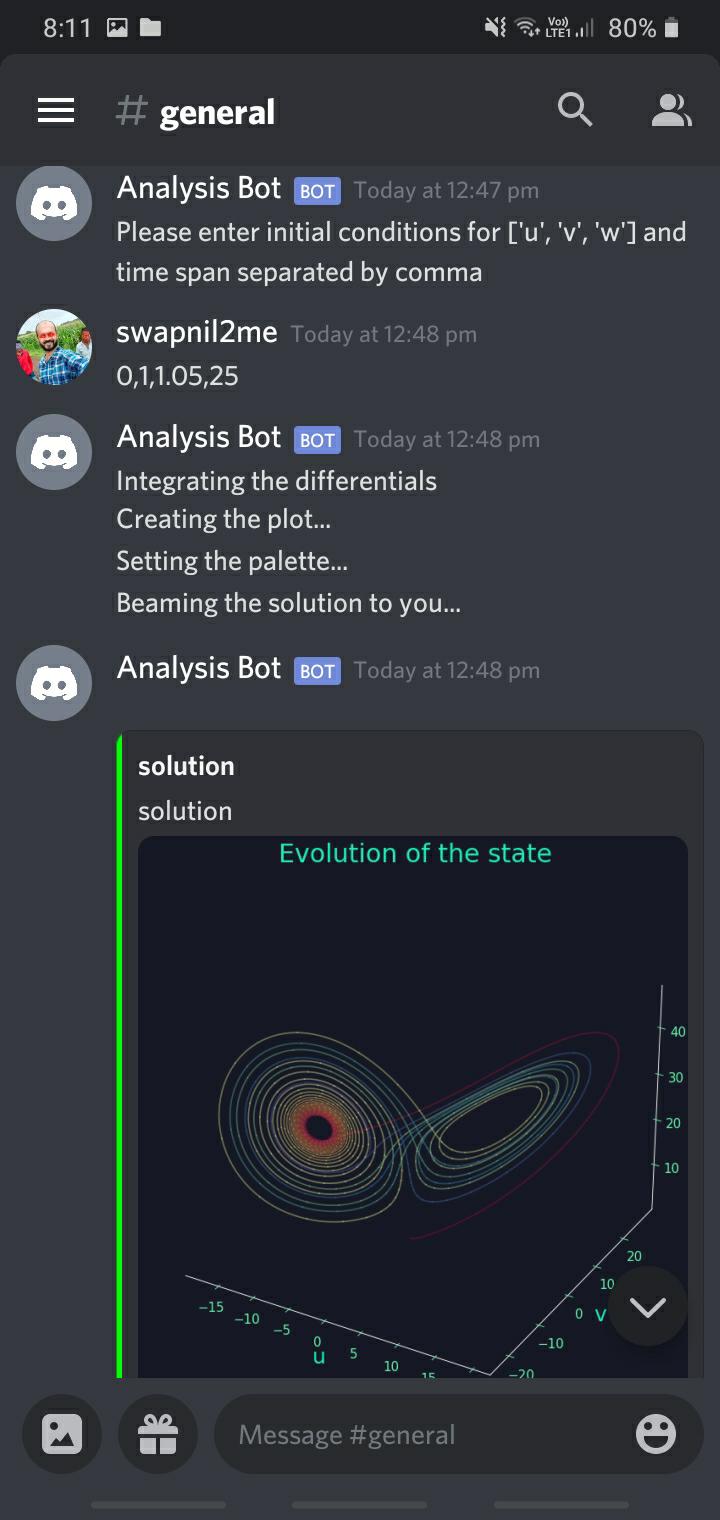 8:11 Vo)) LTE1 80%
# general
Analysis Bot BOT Today at 12:47 pm
Please enter initial conditions for ['u', 'v', 'w'] and
time span separated by comma
swapnil2me Today at 12:48 pm
0,1,1.05,25
Analysis Bot BOT Today at 12:48 pm
Integrating the differentials
Creating the plot...
Setting the palette...
Beaming the solution to you...
Analysis Bot BOT Today at 12:48 pm
solution
solution
Evolution of the state
40
30
20
10
20
10
0 v
−10
−20
−15 −10 −5 0 5 10 15
u
Message #general